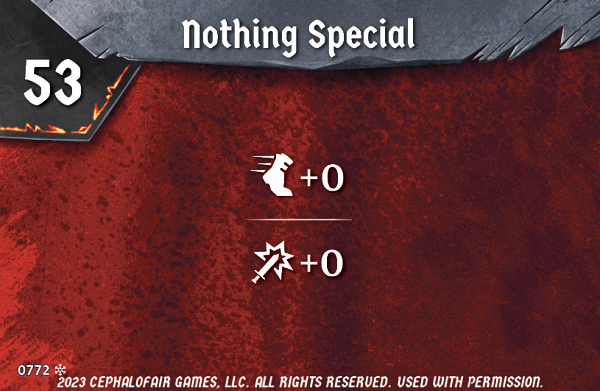 Nothing Special
53
+0
+0
0772
2023 CEPHALOFAIR GAMES, LLC. ALL RIGHTS RESERVED. USED WITH PERMISSION.